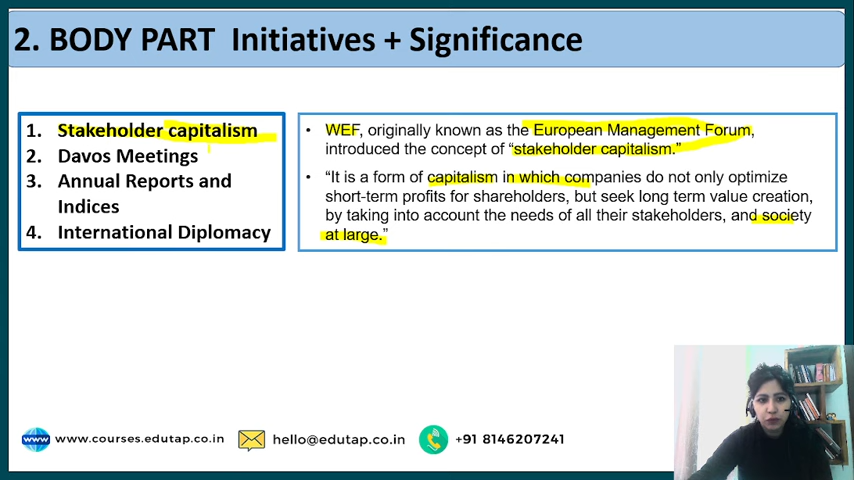 2. BODY PART Initiatives + Significance
1. Stakeholder capitalism
2. Davos Meetings
3. Annual Reports and
Indices
4. International Diplomacy
• WEF, originally known as the European Management Forum,
introduced the concept of “stakeholder capitalism.”
• “It is a form of capitalism in which companies do not only optimize
short-term profits for shareholders, but seek long term value creation,
by taking into account the needs of all their stakeholders, and society
at large.”
www www.courses.edutap.co.in hello@edutap.co.in +91 8146207241